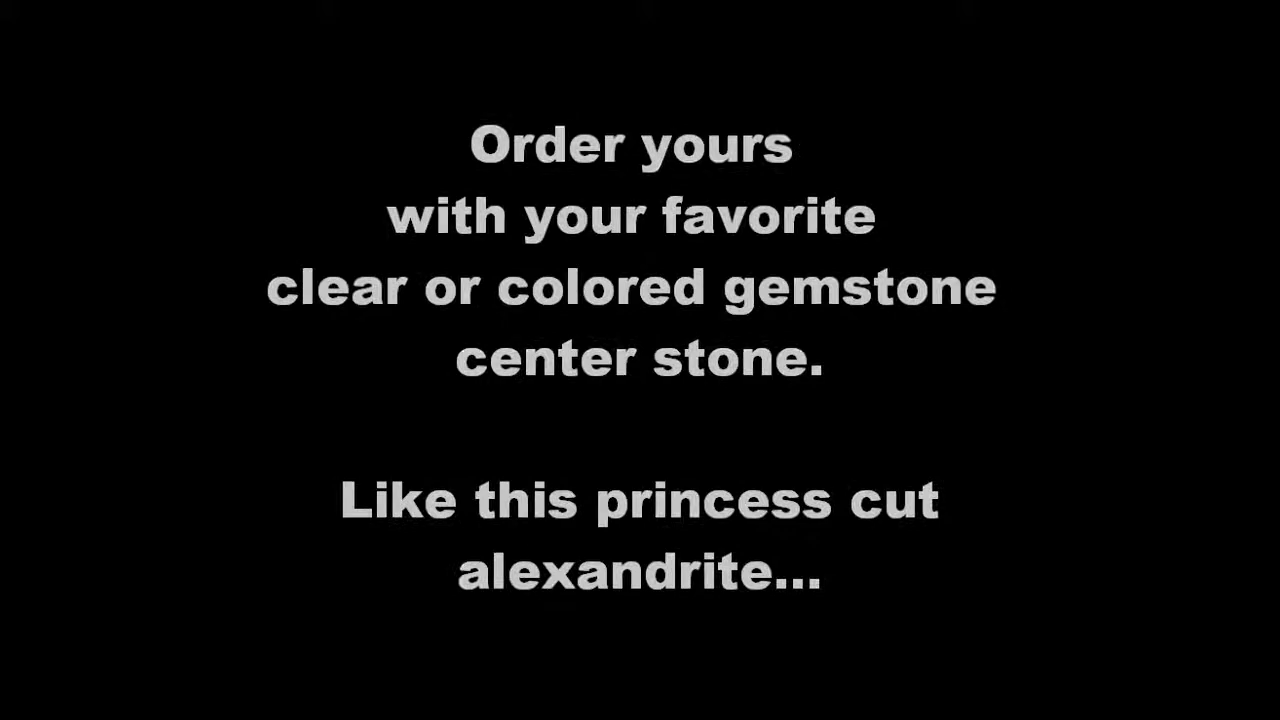 Order yours
with your favorite
clear or colored gemstone
center stone.
Like this princess cut
alexandrite...